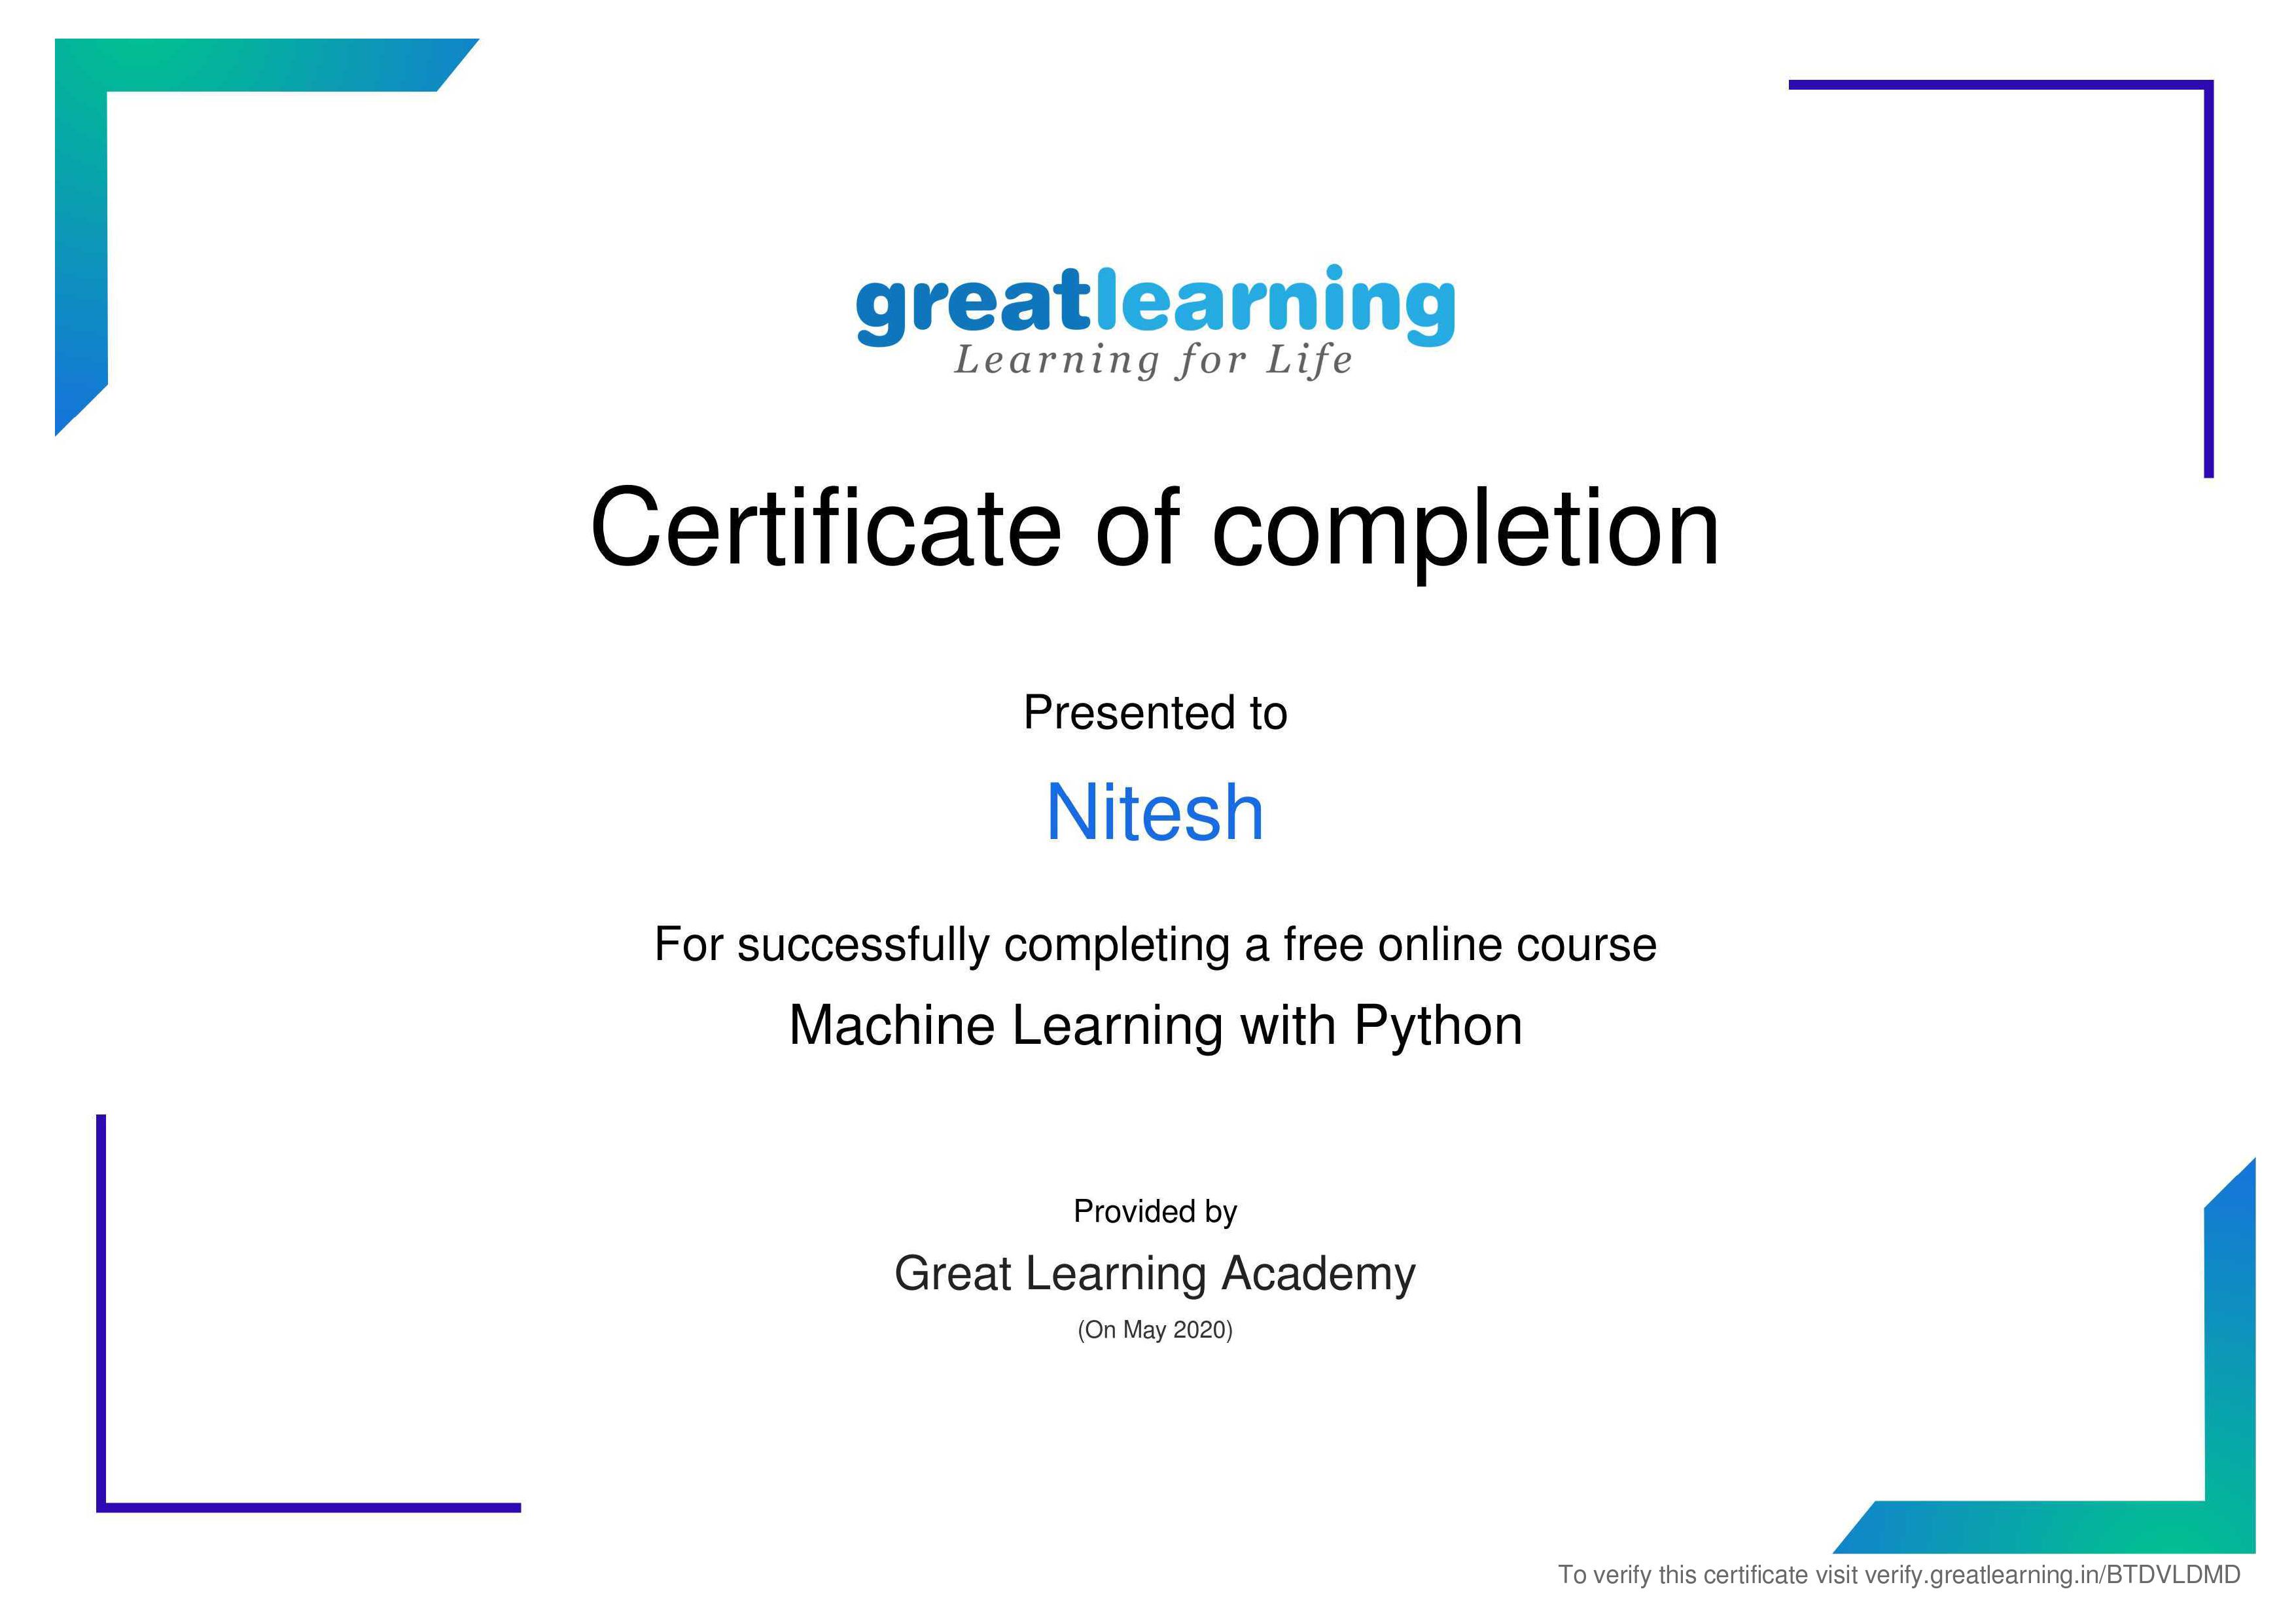 greatlearning
Learning for Life
Certificate of completion
Presented to
Nitesh
For successfully completing a free online course
Machine Learning with Python
Provided by
Great Learning Academy
(On May 2020)
To verify this certificate visit verify.greatlearning.in/BTDVLDMD